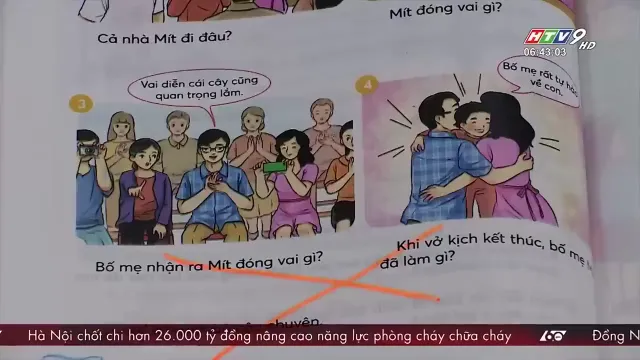 Mít đóng vai gì?
Cả nhà Mít đi đâu?
HTV9 HD
06:43:03
3
Vai diễn cái cây cũng
quan trọng lắm.
4
Bố mẹ rất tự hào
về con.
Bố mẹ nhận ra Mít đóng vai gì?
Khi vở kịch kết thúc, bố mẹ
đã làm gì?
chuyện.
Hà Nội chốt chi hơn 26.000 tỷ đồng nâng cao năng lực phòng cháy chữa cháy
60
Đồng N